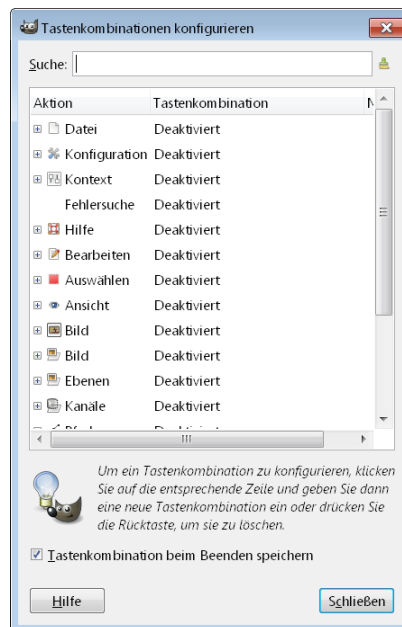 Tastenkombinationen konfigurieren
Suche:
Aktion Tastenkombination
Datei Deaktiviert
Konfiguration Deaktiviert
Kontext Deaktiviert
Fehlersuche Deaktiviert
Hilfe Deaktiviert
Bearbeiten Deaktiviert
Auswählen Deaktiviert
Ansicht Deaktiviert
Bild Deaktiviert
Bild Deaktiviert
Ebenen Deaktiviert
Kanäle Deaktiviert
Um ein Tastenkombination zu konfigurieren, klicken
Sie auf die entsprechende Zeile und geben Sie dann
eine neue Tastenkombination ein oder drücken Sie
die Rücktaste, um sie zu löschen.
Tastenkombination beim Beenden speichern
Hilfe Schließen